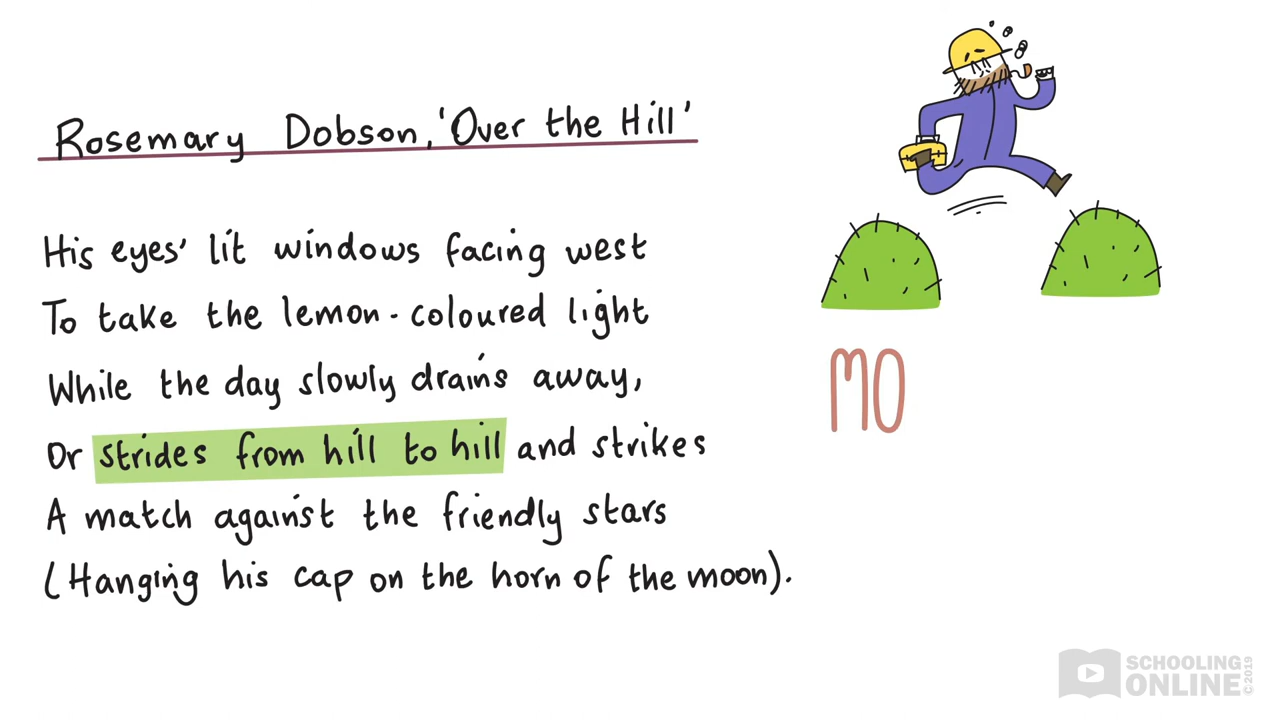 Rosemary Dobson, 'Over the Hill'
His eyes' lit windows facing west
To take the lemon-coloured light
While the day slowly drains away,
Or strides from hill to hill and strikes
A match against the friendly stars
(Hanging his cap on the horn of the moon).
MO
SCHOOLING
ONLINE
©2019